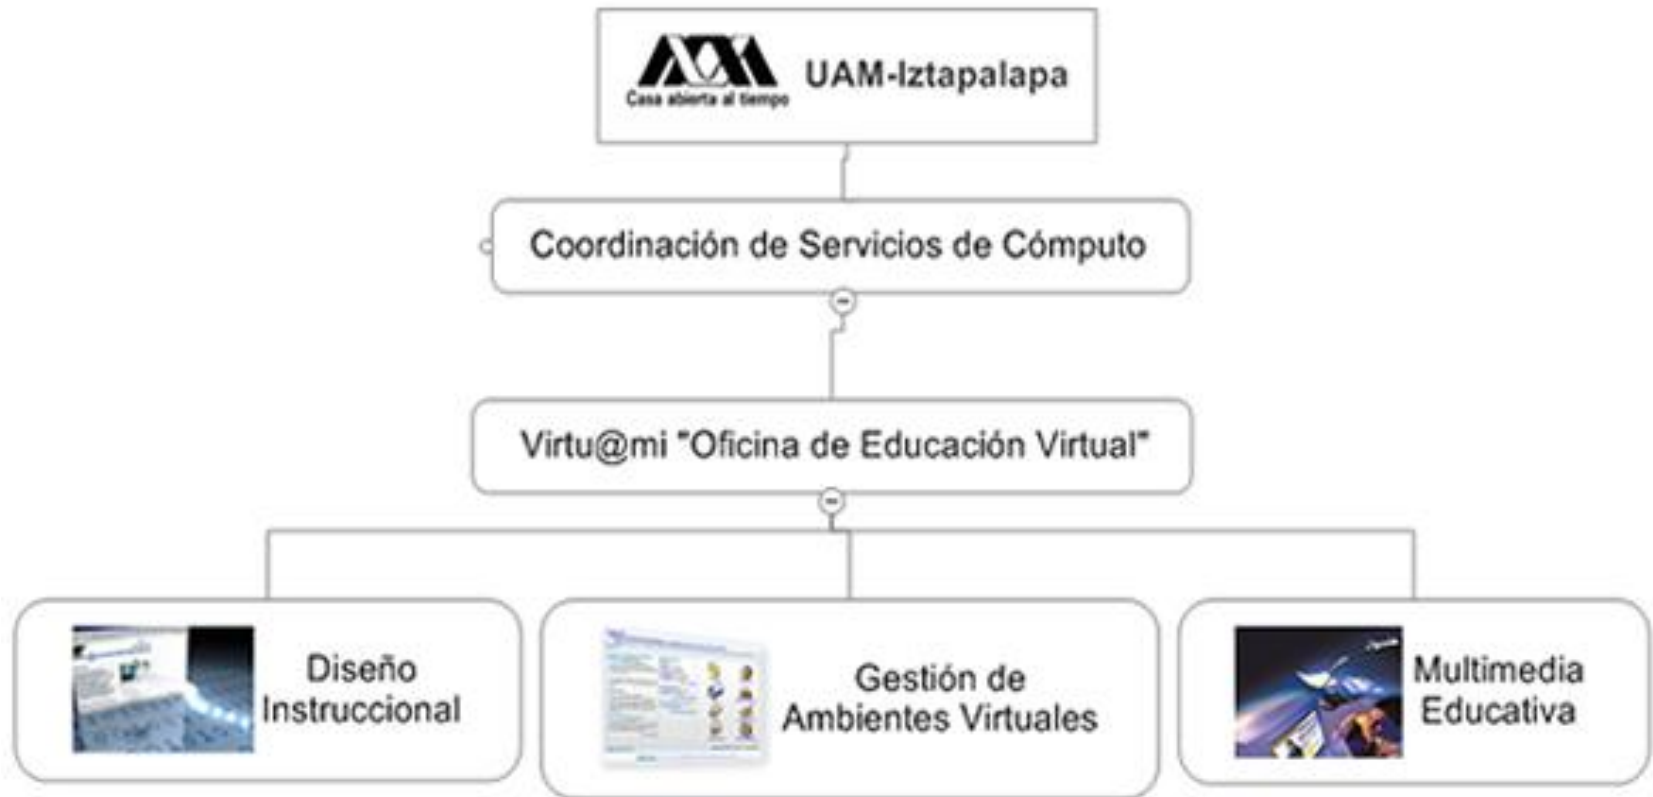 UAM-Iztapalapa
Casa abierta al tiempo
Coordinación de Servicios de Cómputo
Virtu@mi "Oficina de Educación Virtual"
Diseño
Instruccional
Gestión de
Ambientes Virtuales
Multimedia
Educativa